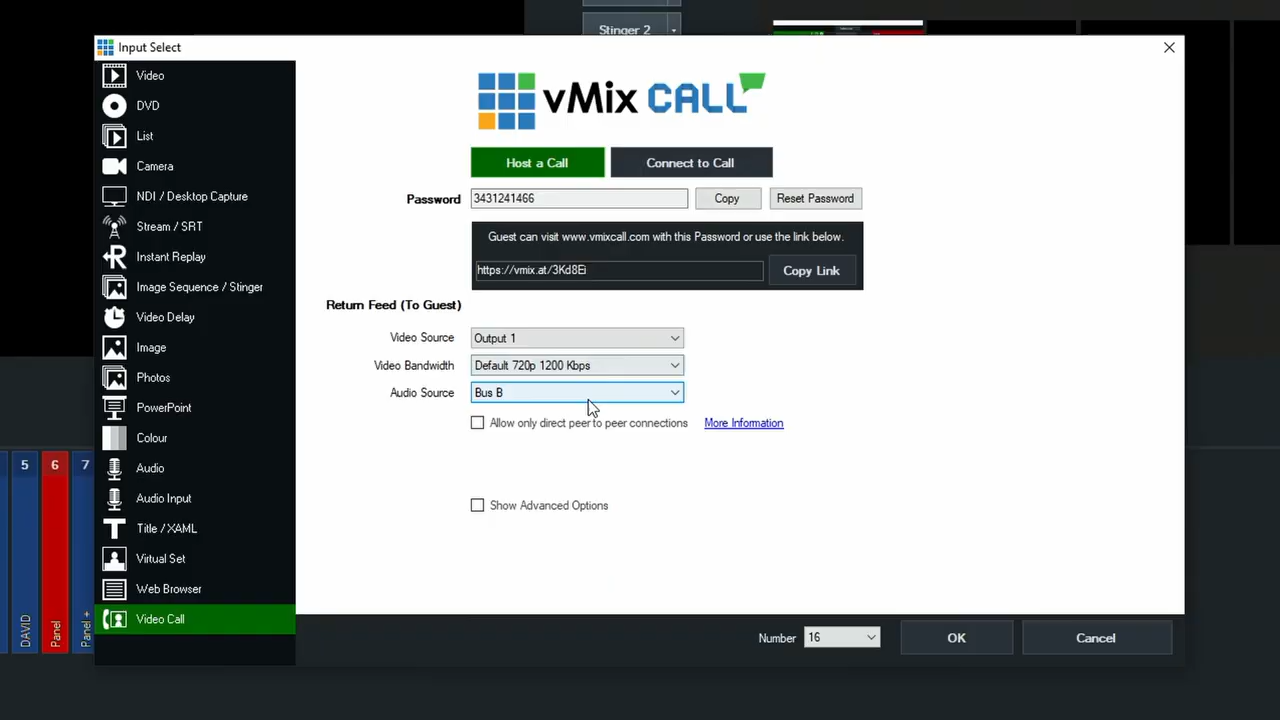 Stinger 2
Input Select
Video
DVD
List
Camera
NDI / Desktop Capture
Stream / SRT
Instant Replay
Image Sequence / Stinger
Video Delay
Image
Photos
PowerPoint
Colour
Audio
Audio Input
Title / XAML
Virtual Set
Web Browser
Video Call
vMix CALL
Host a Call
Connect to Call
Password
3431241466
Copy
Reset Password
Guest can visit www.vmixcall.com with this Password or use the link below.
https://vmix.at/3Kd8Ei
Copy Link
Return Feed (To Guest)
Video Source
Output 1
Video Bandwidth
Default 720p 1200 Kbps
Audio Source
Bus B
Allow only direct peer to peer connections
More Information
Show Advanced Options
Number
16
OK
Cancel
5
6
7
DAVID
Panel
Panel +